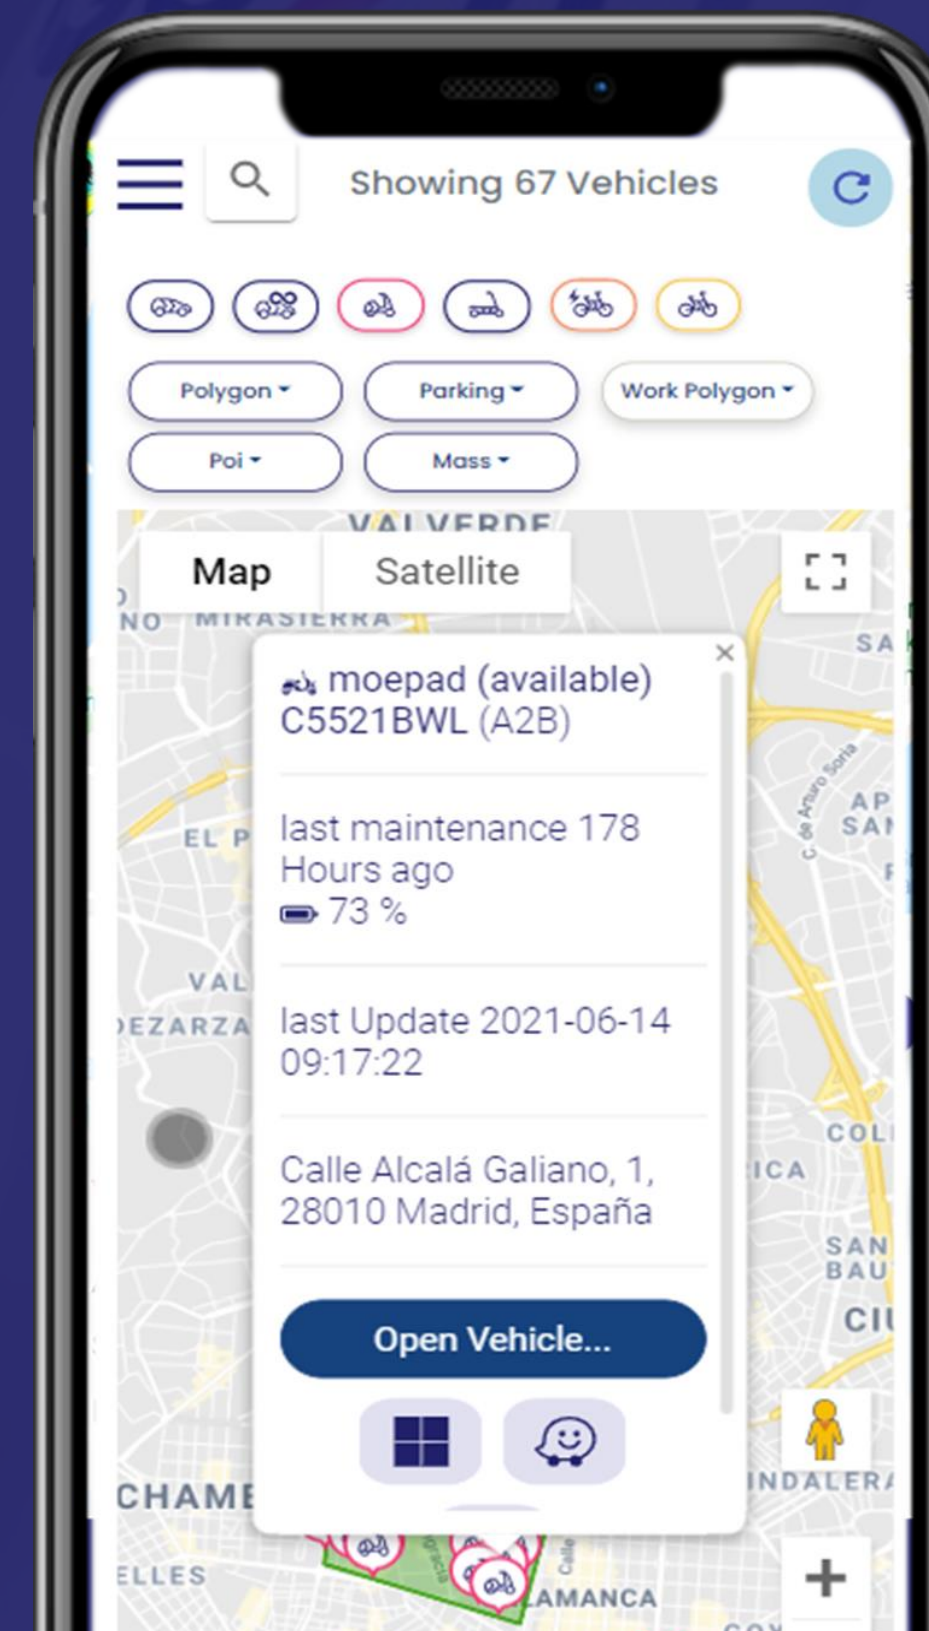 Showing 67 Vehicles
Polygon
Parking
Work Polygon
Poi
Mass
VALVERDE
Map
Satellite
NO
MIRASIERRA
SA
moepad (available)
C5521BWL (A2B)
C. de Arturo Soria
AP
SAN
EL P
last maintenance 178
Hours ago
73 %
VAL
DEZARZA
last Update 2021-06-14
09:17:22
COL
ICA
Calle Alcalá Galiano, 1,
28010 Madrid, España
SAN
BAU
CIU
Open Vehicle...
INDALERA
CHAMB
ELLES
Calle
AMANCA